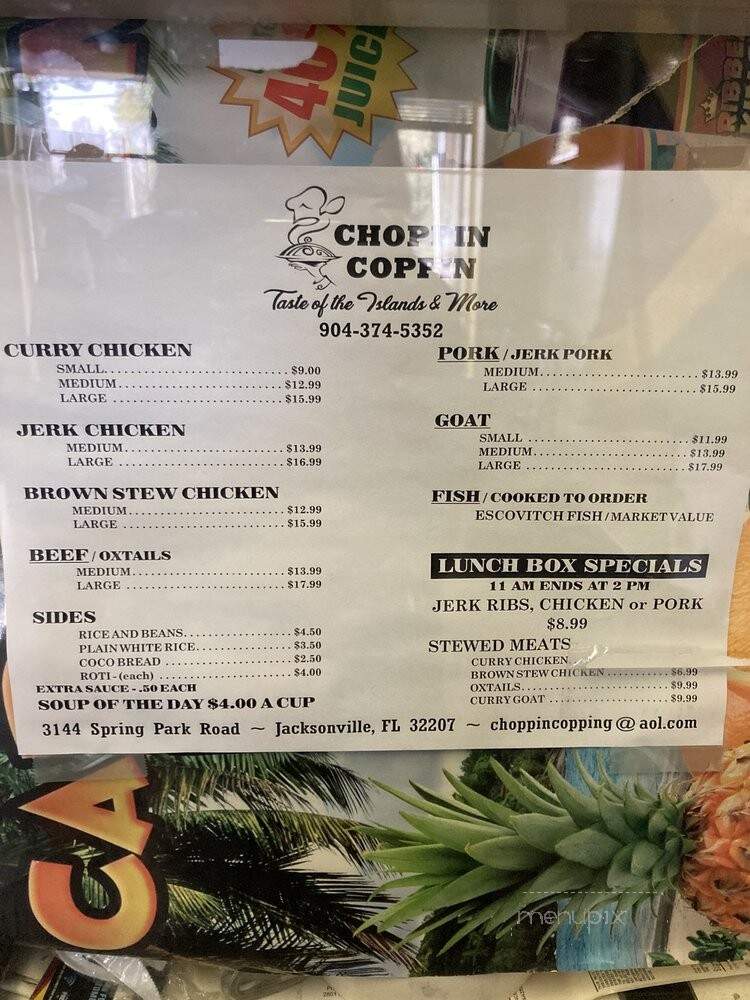 40%
JUICE
RIBBE
CHOPPIN
COPPIN
Taste of the Islands & More
904-374-5352
CURRY CHICKEN
SMALL.......................... $9.00
MEDIUM........................ $12.99
LARGE ......................... $15.99
JERK CHICKEN
MEDIUM....................... $13.99
LARGE ........................ $16.99
BROWN STEW CHICKEN
MEDIUM...................... $12.99
LARGE ....................... $15.99
BEEF / OXTAILS
MEDIUM...................... $13.99
LARGE ....................... $17.99
SIDES
RICE AND BEANS............... $4.50
PLAIN WHITE RICE............. $3.50
COCO BREAD .................. $2.50
ROTI - (each) ............... $4.00
EXTRA SAUCE - .50 EACH
SOUP OF THE DAY $4.00 A CUP
PORK / JERK PORK
MEDIUM......................... $13.99
LARGE ......................... $15.99
GOAT
SMALL ......................... $11.99
MEDIUM......................... $13.99
LARGE ......................... $17.99
FISH / COOKED TO ORDER
ESCOVITCH FISH / MARKET VALUE
LUNCH BOX SPECIALS
11 AM ENDS AT 2 PM
JERK RIBS, CHICKEN or PORK
$8.99
STEWED MEATS
CURRY CHICKEN
BROWN STEW CHICKEN ........... $6.99
OXTAILS....................... $9.99
CURRY GOAT ................... $9.99
3144 Spring Park Road ~ Jacksonville, FL 32207 ~ choppincopping@aol.com
CA
menupix